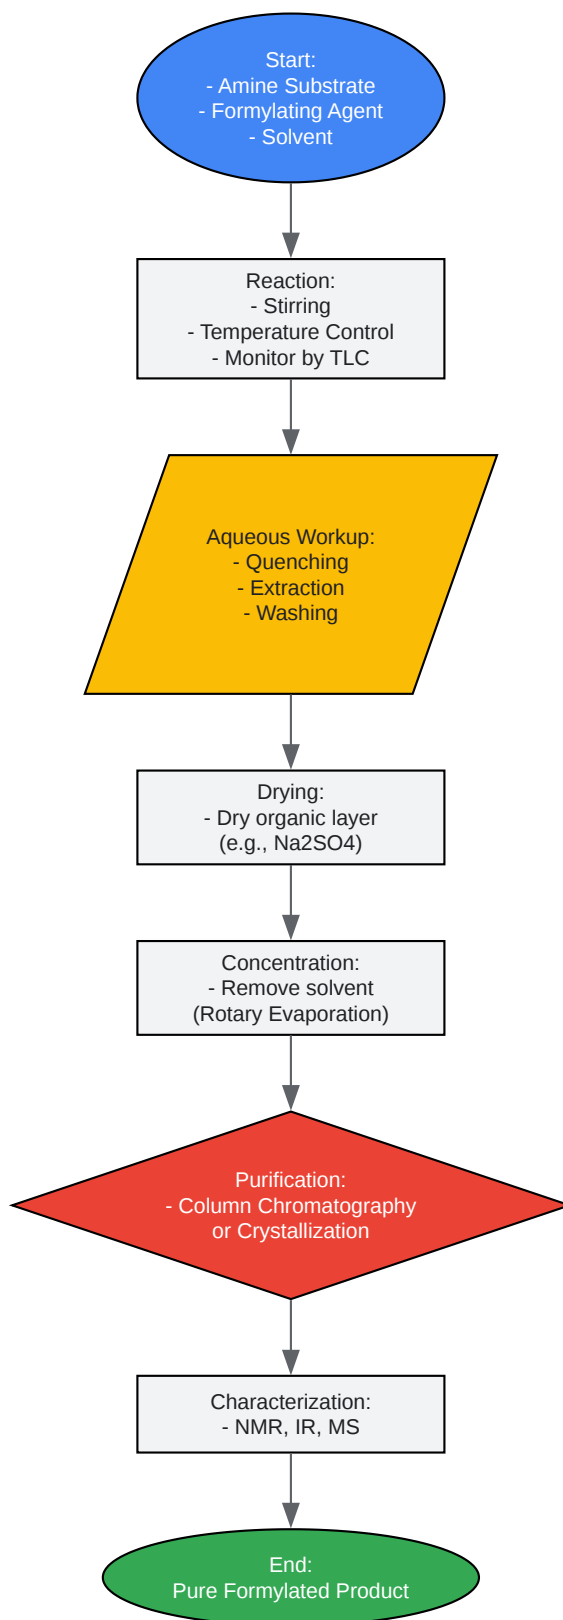 Start:
- Amine Substrate
- Formylating Agent
- Solvent
Reaction:
- Stirring
- Temperature Control
- Monitor by TLC
Aqueous Workup:
- Quenching
- Extraction
- Washing
Drying:
- Dry organic layer
(e.g., Na2SO4)
Concentration:
- Remove solvent
(Rotary Evaporation)
Purification:
- Column Chromatography
or Crystallization
Characterization:
- NMR, IR, MS
End:
Pure Formylated Product